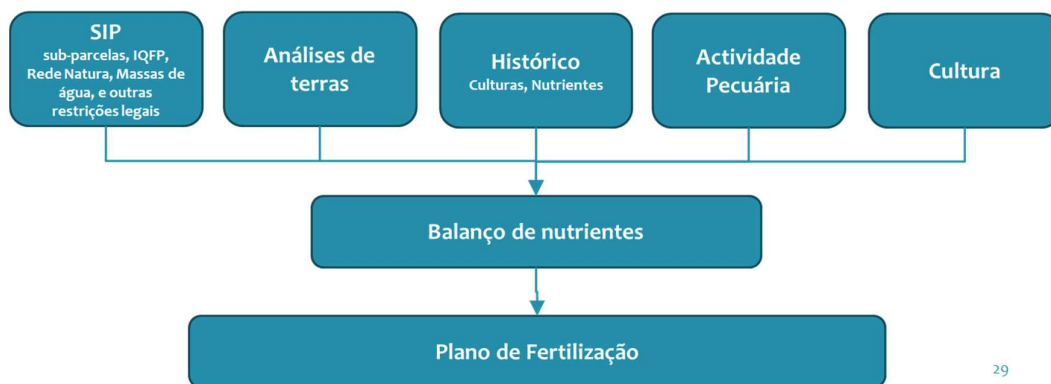 SIP
sub-parcelas, IQFP,
Rede Natura, Massas de
água, e outras
restrições legais
Análises de
terras
Histórico
Culturas, Nutrientes
Actividade
Pecuária
Cultura
Balanço de nutrientes
Plano de Fertilização
29